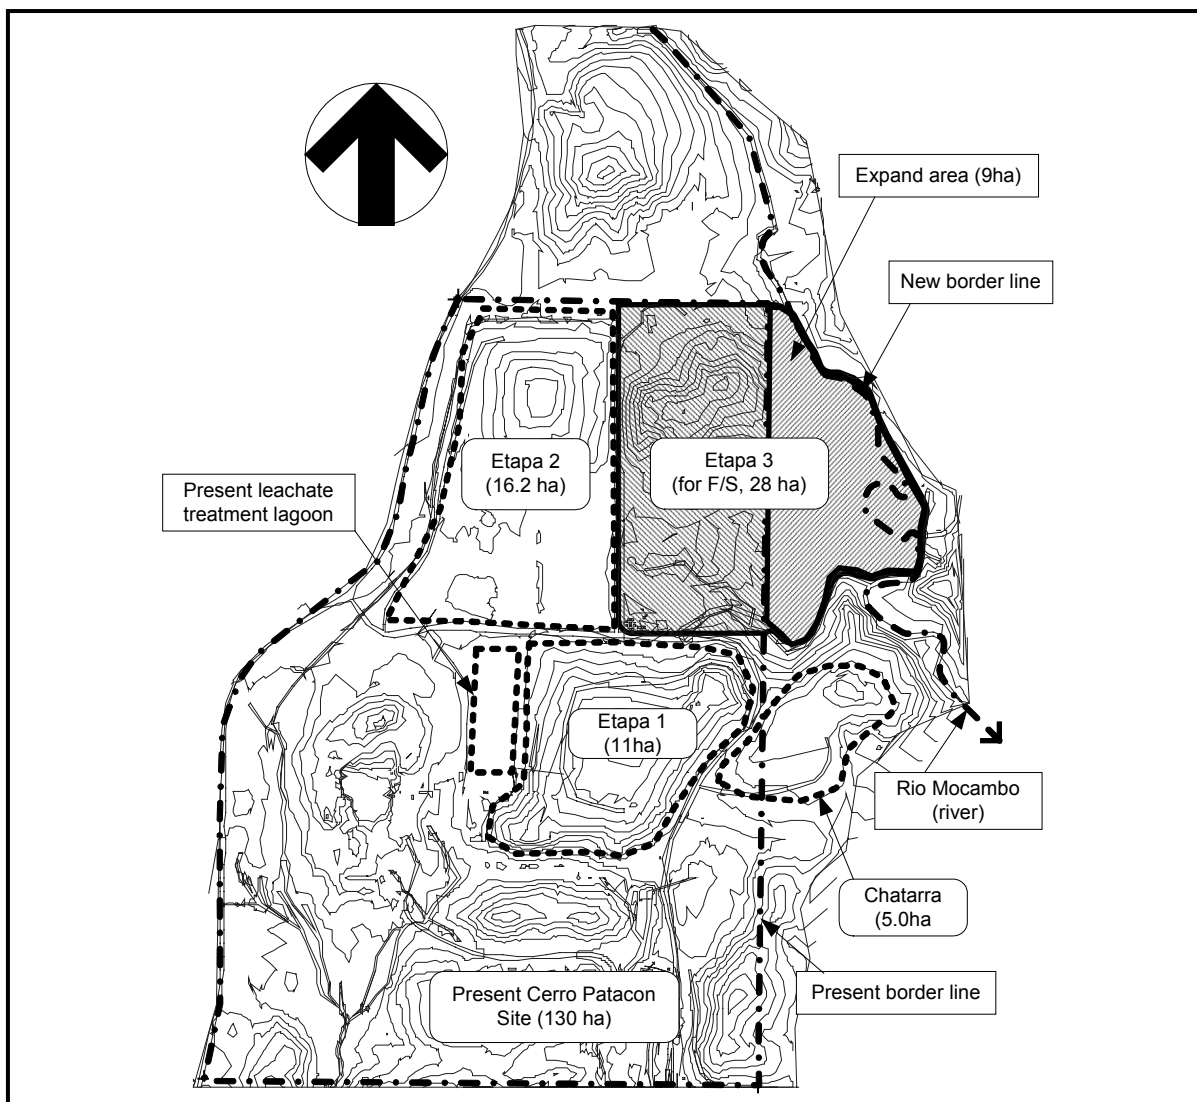 Expand area (9ha)
New border line
Etapa 2
(16.2 ha)
Etapa 3
(for F/S, 28 ha)
Present leachate
treatment lagoon
Etapa 1
(11ha)
Rio Mocambo
(river)
Chatarra
(5.0ha
Present Cerro Patacon
Site (130 ha)
Present border line